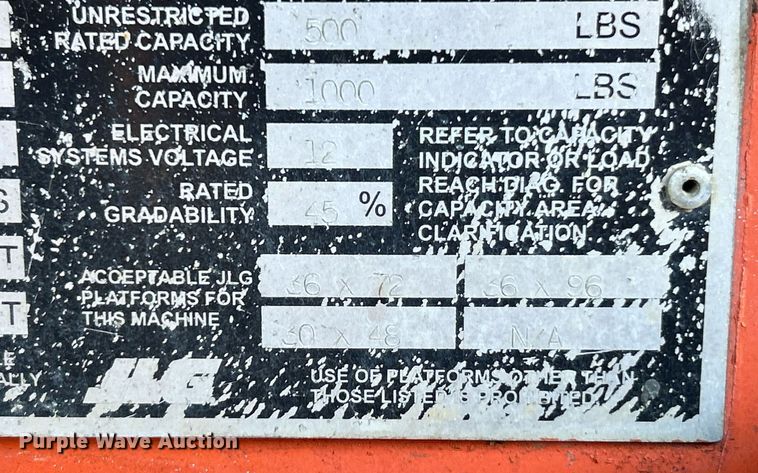 UNRESTRICTED
RATED CAPACITY 500 LBS
MAXIMUM
CAPACITY 1000 LBS
ELECTRICAL
SYSTEMS VOLTAGE 12
REFER TO CAPACITY
INDICATOR OR LOAD
REACH DIAG. FOR
CAPACITY AREA
CLARIFICATION
RATED
GRADABILITY 45 %
S
T
T
ACCEPTABLE JLG
PLATFORMS FOR
THIS MACHINE
36 X 72 36 X 96
30 X 48 N/A
E
ALLY
JLG
USE OF PLATFORMS OTHER THAN
THOSE LISTED IS PROHIBITED.
Purple Wave Auction